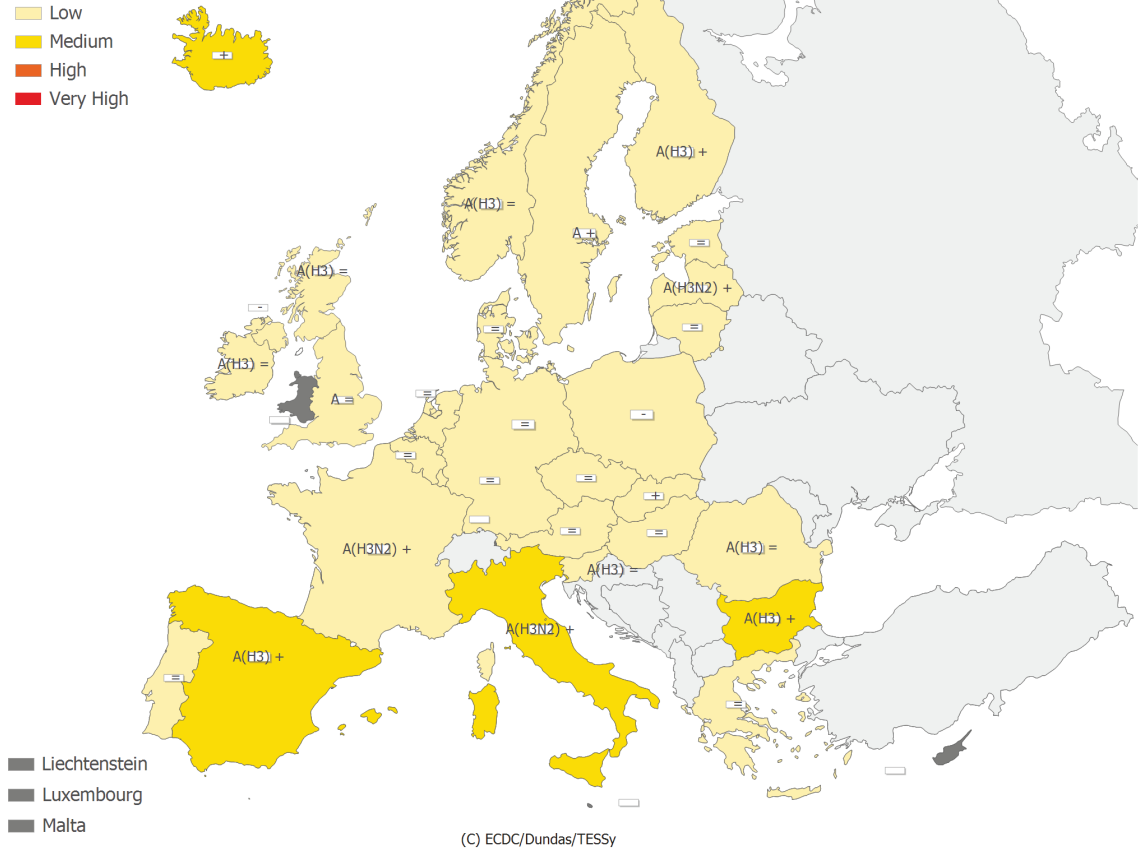 Low
Medium
High
Very High
+
A(H3) +
A(H3) =
A +
=
A(H3) =
A(H3N2) +
-
=
=
A(H3) =
=
A =
-
=
=
=
=
+
=
=
A(H3N2) +
A(H3) =
A(H3) =
A(H3) +
A(H3N2) +
A(H3) +
=
=
Liechtenstein
Luxembourg
Malta
(C) ECDC/Dundas/TESSy